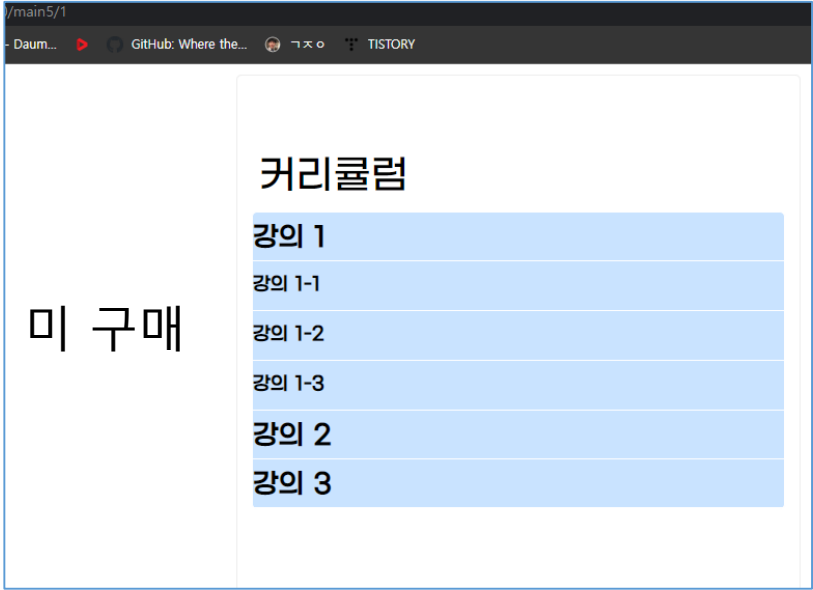 )/main5/1
- Daum... GitHub: Where the... ㄱㅈㅇ TISTORY
커리큘럼
강의 1
강의 1-1
미 구매
강의 1-2
강의 1-3
강의 2
강의 3